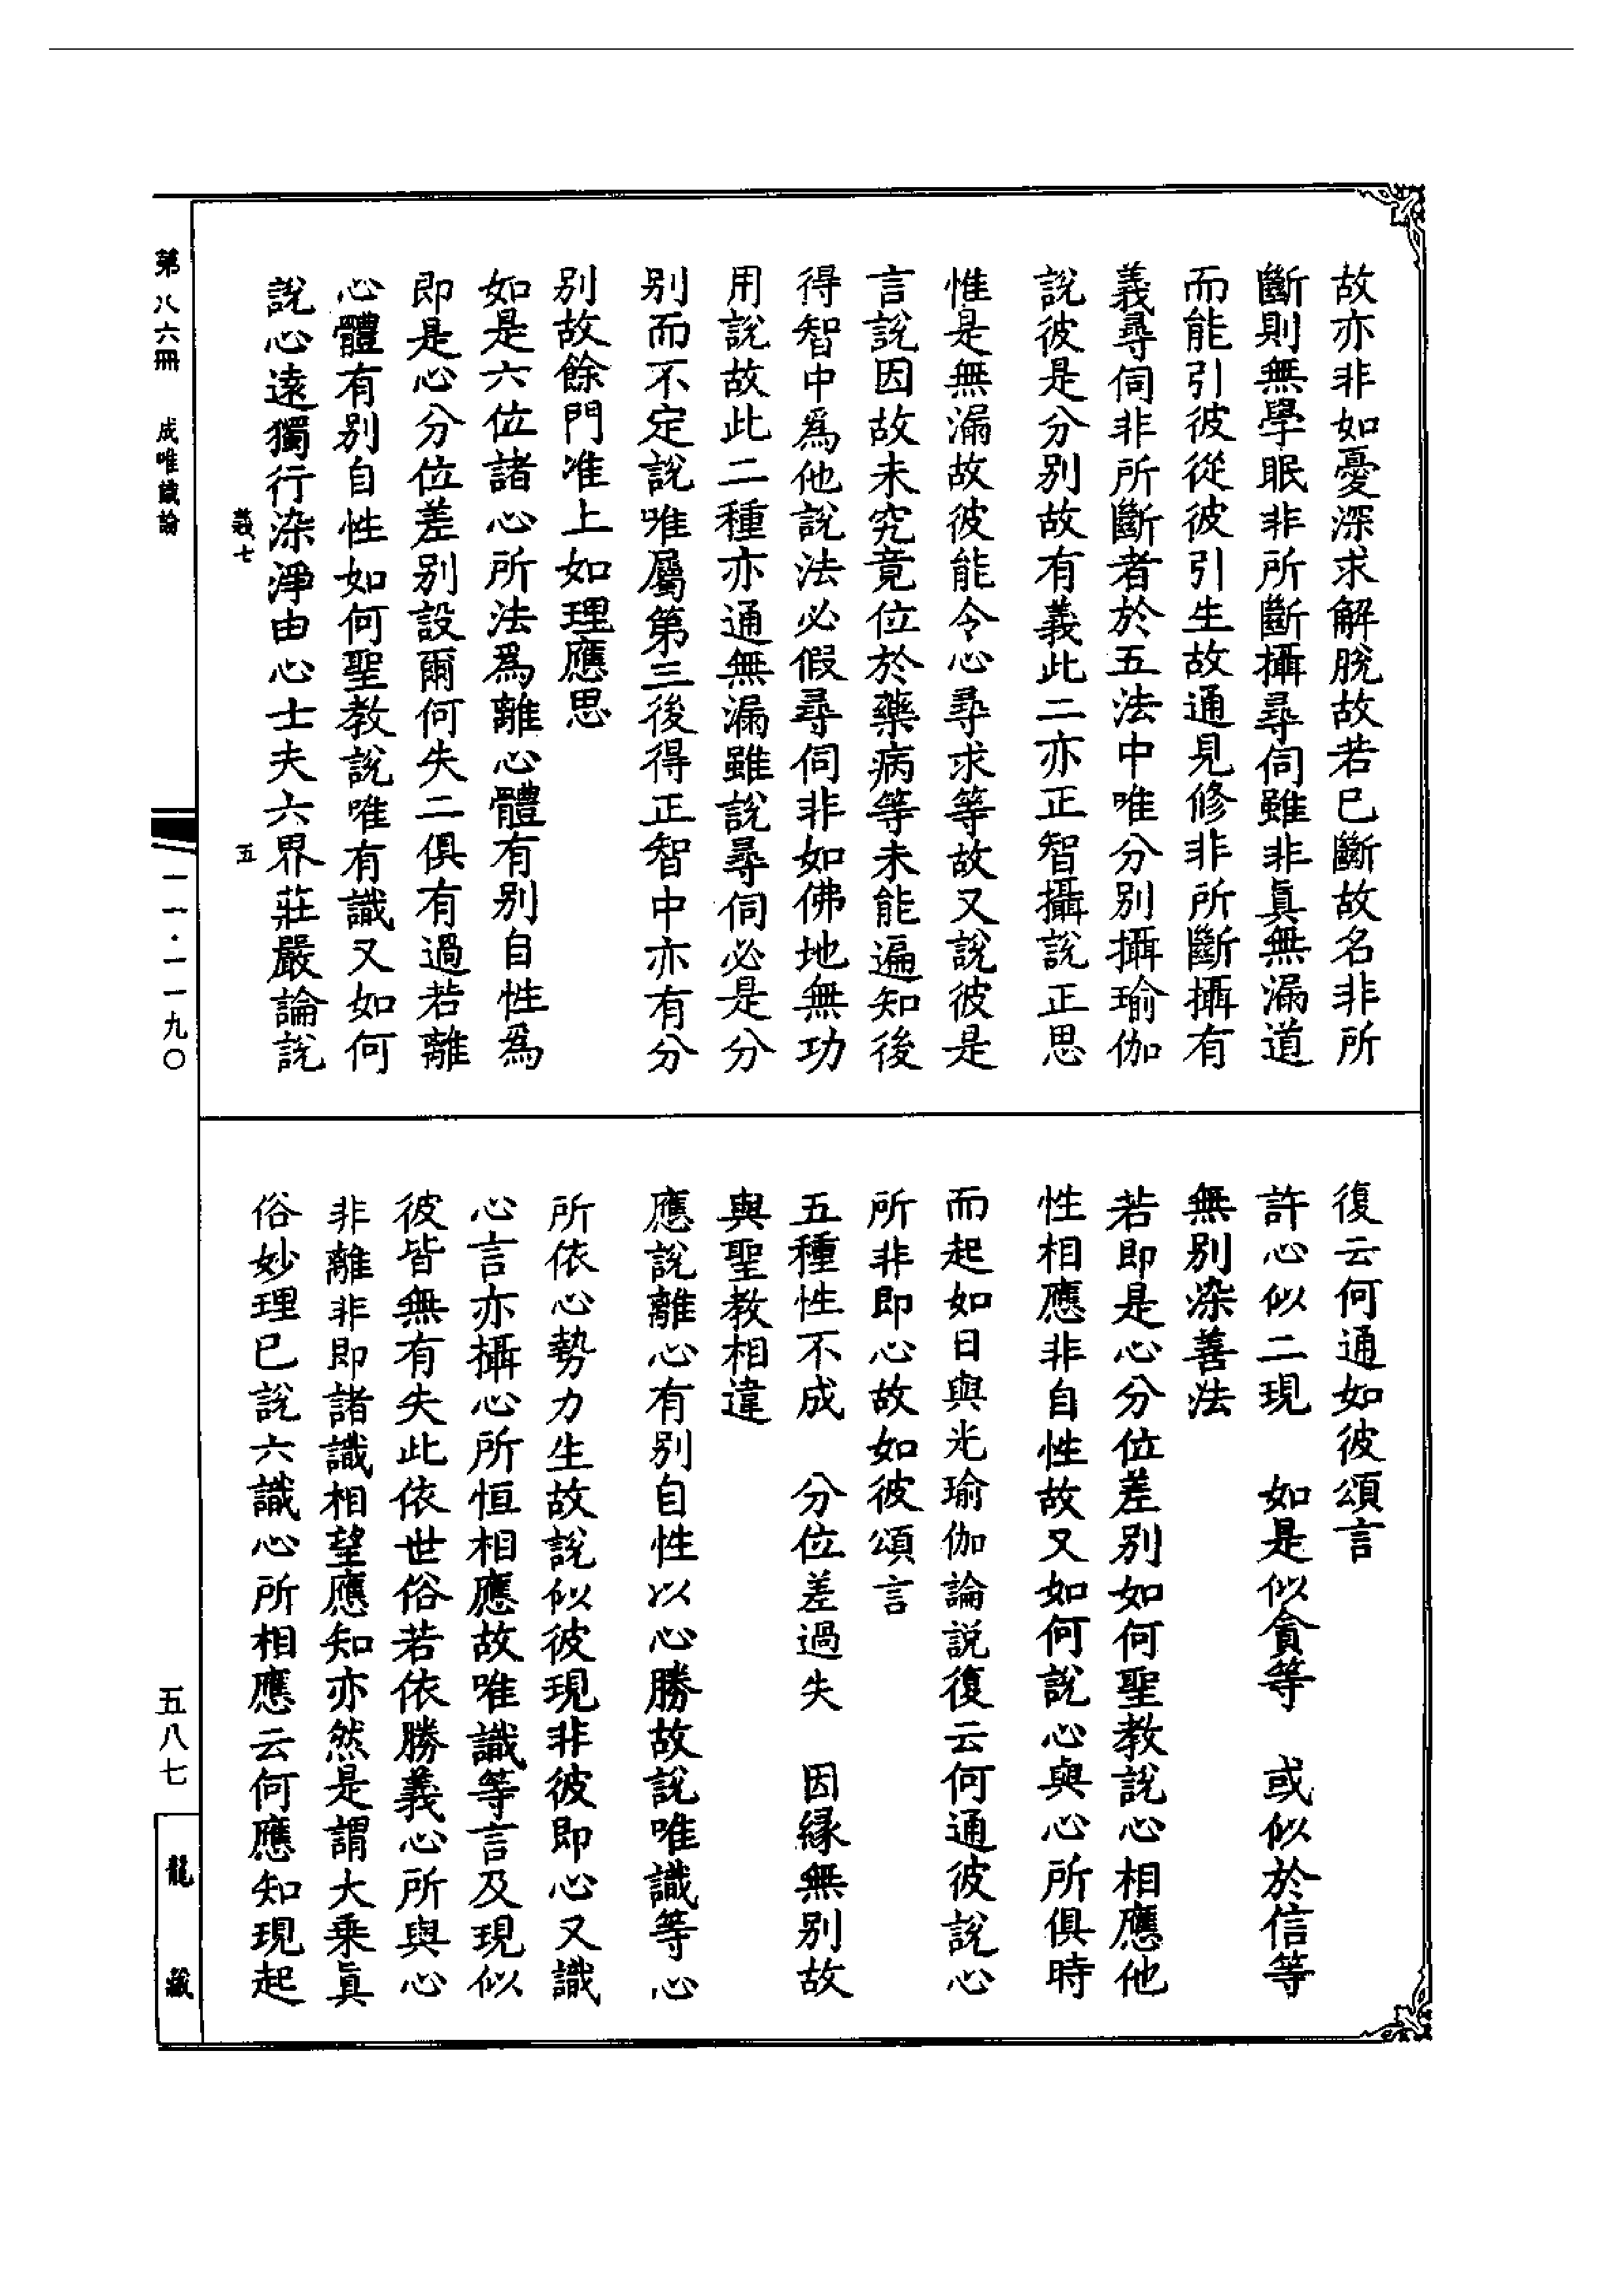 故亦非如憂深求解脫故若已斷故名非所
斷則無學眠非所斷攝尋伺雖非眞無漏道
而能引彼從彼引生故通見修非所斷攝有
義尋伺非所斷者於五法中唯分別攝瑜伽
說彼是分別故有義此二亦正智攝說正思
惟是無漏故彼能令心尋求等故又說彼是
言說因故未究竟位於藥病等未能遍知後
得智中爲他說法必假尋伺非如佛地無功
用說故此二種亦通無漏雖說尋伺必是分
別而不定說唯屬第三後得正智中亦有分
別故餘門准上如理應思
如是六位諸心所法爲離心體有別自性爲
即是心分位差別設爾何失二俱有過若離
心體有別自性如何聖教說唯有識又如何
說心遠獨行染淨由心士夫六界莊嚴論說
復云何通如彼頌言
許心似二現　如是似貪等　或似於信等
無別染善法
若即是心分位差別如何聖教說心相應他
性相應非自性故又如何說心與心所俱時
而起如日與光瑜伽論説復云何通彼說心
所非即心故如彼頌言
五種性不成　分位差過失　因緣無別故
與聖教相違
應說離心有別自性以心勝故說唯識等心
所依心勢力生故說似彼現非彼即心又識
心言亦攝心所恒相應故唯識等言及現似
彼皆無有失此依世俗若依勝義心所與心
非離非即諸識相望應知亦然是謂大乘眞
俗妙理已說六識心所相應云何應知現起
義七
五
第八六冊　成唯識論
一一·一一九〇
五八七
龍藏